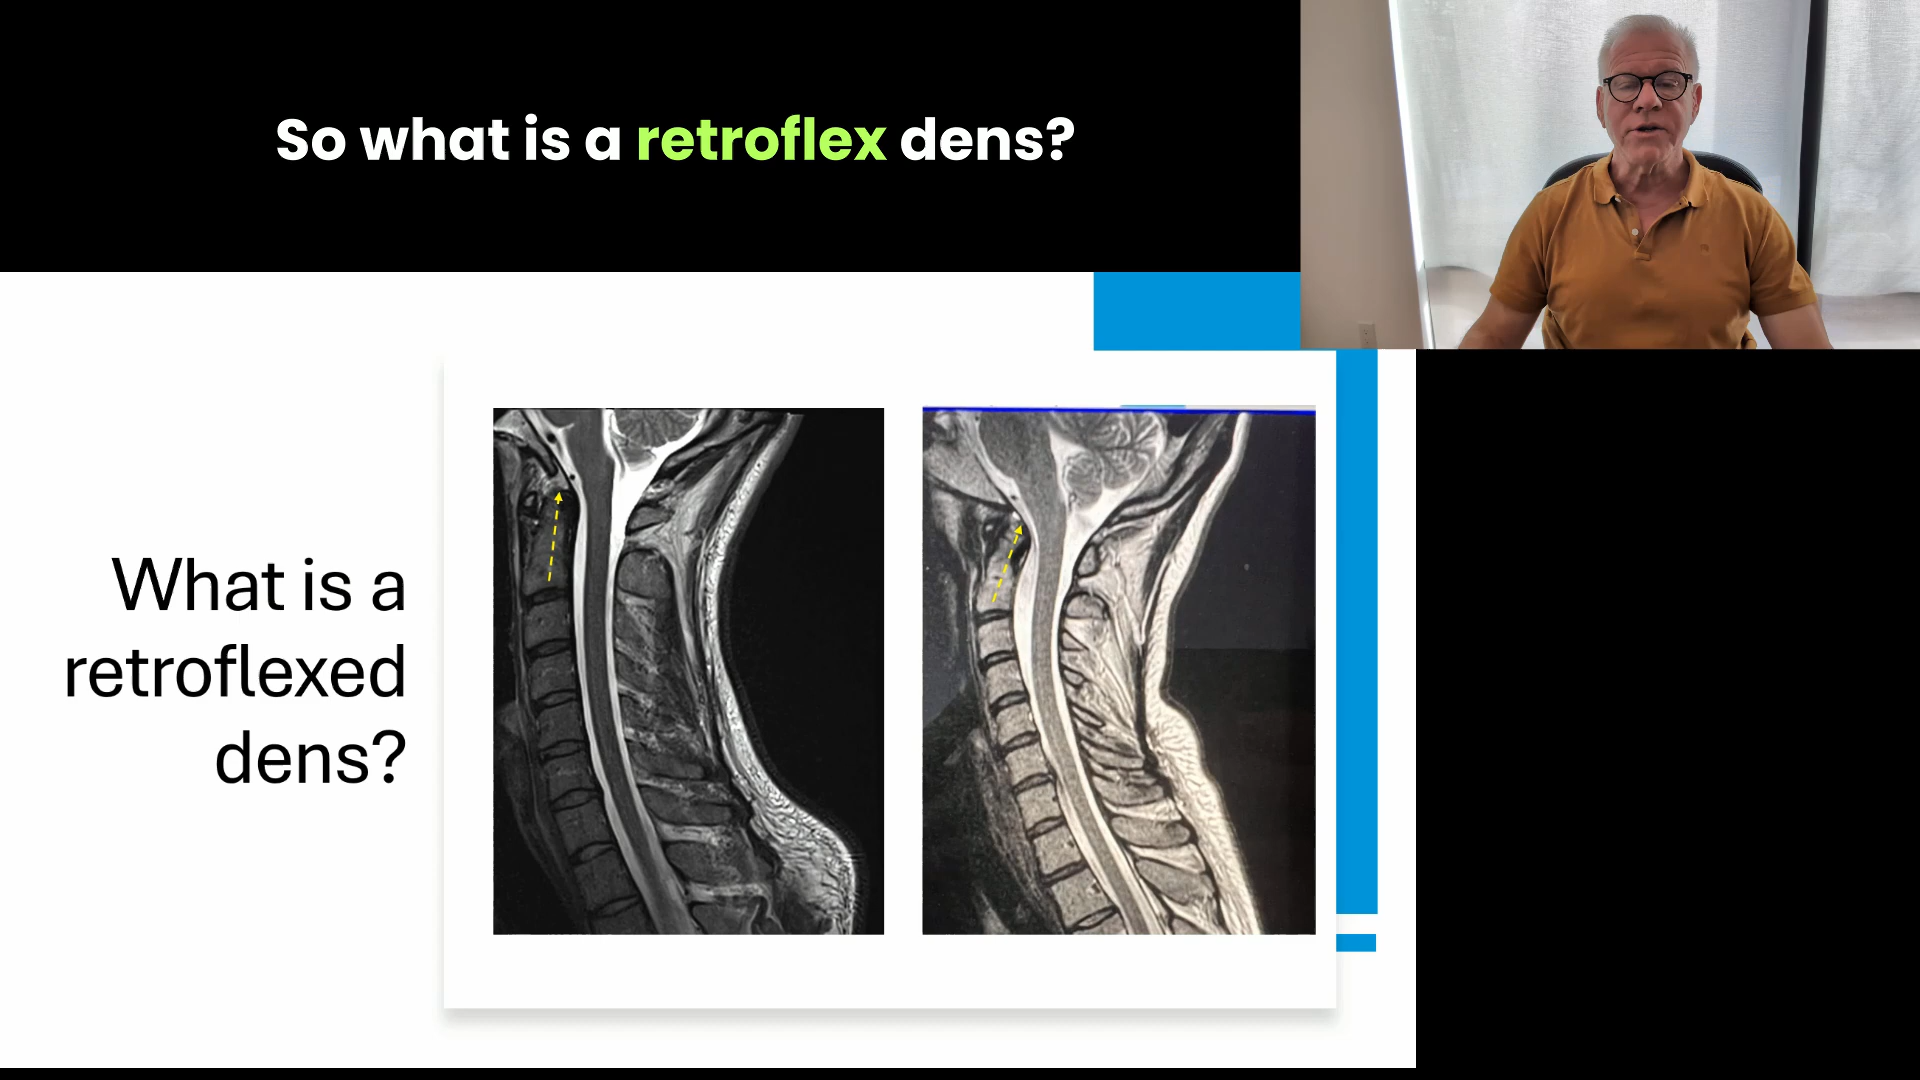 So what is a retroflex dens?
What is a
retroflexed
dens?